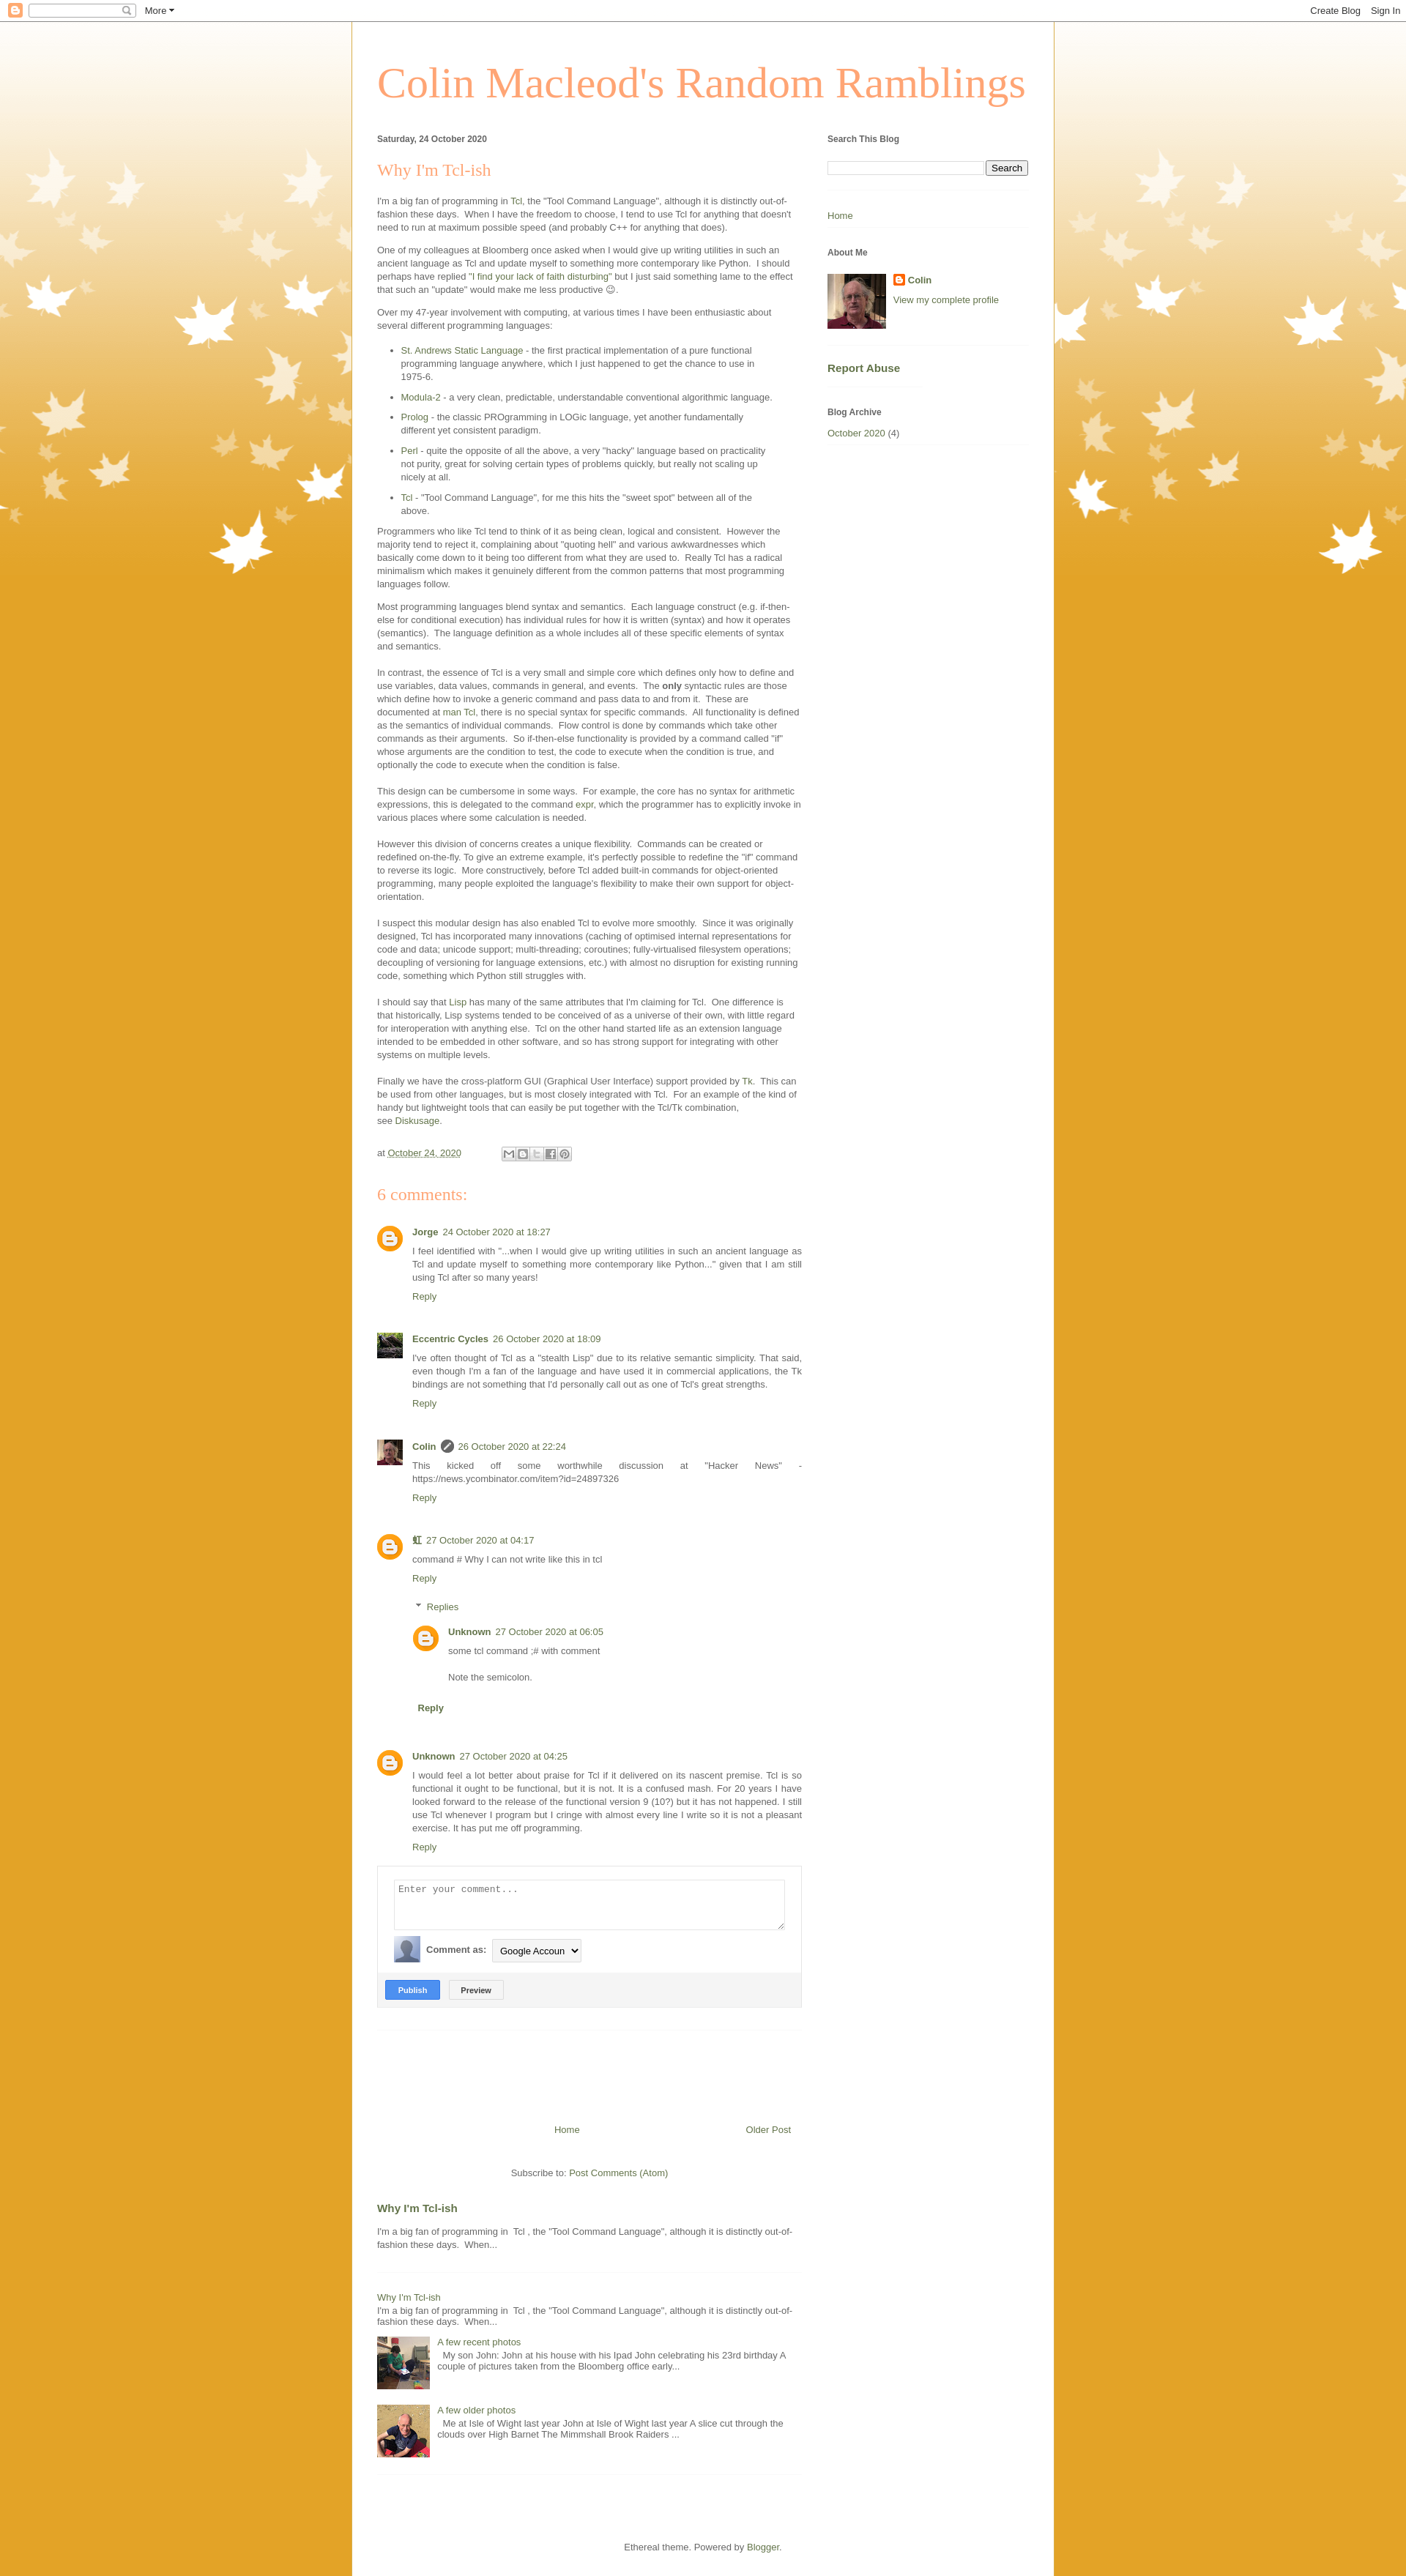 More
Create Blog Sign In
Colin Macleod's Random Ramblings
Saturday, 24 October 2020
Why I'm Tcl-ish
I'm a big fan of programming in Tcl, the "Tool Command Language", although it is distinctly out-of-
fashion these days.  When I have the freedom to choose, I tend to use Tcl for anything that doesn't
need to run at maximum possible speed (and probably C++ for anything that does).
One of my colleagues at Bloomberg once asked when I would give up writing utilities in such an
ancient language as Tcl and update myself to something more contemporary like Python.  I should
perhaps have replied "I find your lack of faith disturbing" but I just said something lame to the effect
that such an "update" would make me less productive 😉.
Over my 47-year involvement with computing, at various times I have been enthusiastic about
several different programming languages:
• St. Andrews Static Language - the first practical implementation of a pure functional
programming language anywhere, which I just happened to get the chance to use in
1975-6.
• Modula-2 - a very clean, predictable, understandable conventional algorithmic language.
• Prolog - the classic PROgramming in LOGic language, yet another fundamentally
different yet consistent paradigm.
• Perl - quite the opposite of all the above, a very "hacky" language based on practicality
not purity, great for solving certain types of problems quickly, but really not scaling up
nicely at all.
• Tcl - "Tool Command Language", for me this hits the "sweet spot" between all of the
above.
Programmers who like Tcl tend to think of it as being clean, logical and consistent.  However the
majority tend to reject it, complaining about "quoting hell" and various awkwardnesses which
basically come down to it being too different from what they are used to.  Really Tcl has a radical
minimalism which makes it genuinely different from the common patterns that most programming
languages follow.
Most programming languages blend syntax and semantics.  Each language construct (e.g. if-then-
else for conditional execution) has individual rules for how it is written (syntax) and how it operates
(semantics).  The language definition as a whole includes all of these specific elements of syntax
and semantics.
In contrast, the essence of Tcl is a very small and simple core which defines only how to define and
use variables, data values, commands in general, and events.  The only syntactic rules are those
which define how to invoke a generic command and pass data to and from it.  These are
documented at man Tcl, there is no special syntax for specific commands.  All functionality is defined
as the semantics of individual commands.  Flow control is done by commands which take other
commands as their arguments.  So if-then-else functionality is provided by a command called "if"
whose arguments are the condition to test, the code to execute when the condition is true, and
optionally the code to execute when the condition is false.
This design can be cumbersome in some ways.  For example, the core has no syntax for arithmetic
expressions, this is delegated to the command expr, which the programmer has to explicitly invoke in
various places where some calculation is needed.
However this division of concerns creates a unique flexibility.  Commands can be created or
redefined on-the-fly. To give an extreme example, it's perfectly possible to redefine the "if" command
to reverse its logic.  More constructively, before Tcl added built-in commands for object-oriented
programming, many people exploited the language's flexibility to make their own support for object-
orientation.
I suspect this modular design has also enabled Tcl to evolve more smoothly.  Since it was originally
designed, Tcl has incorporated many innovations (caching of optimised internal representations for
code and data; unicode support; multi-threading; coroutines; fully-virtualised filesystem operations;
decoupling of versioning for language extensions, etc.) with almost no disruption for existing running
code, something which Python still struggles with.
I should say that Lisp has many of the same attributes that I'm claiming for Tcl.  One difference is
that historically, Lisp systems tended to be conceived of as a universe of their own, with little regard
for interoperation with anything else.  Tcl on the other hand started life as an extension language
intended to be embedded in other software, and so has strong support for integrating with other
systems on multiple levels.
Finally we have the cross-platform GUI (Graphical User Interface) support provided by Tk.  This can
be used from other languages, but is most closely integrated with Tcl.  For an example of the kind of
handy but lightweight tools that can easily be put together with the Tcl/Tk combination,
see Diskusage.
at October 24, 2020
6 comments:
Jorge 24 October 2020 at 18:27
I feel identified with "...when I would give up writing utilities in such an ancient language as
Tcl and update myself to something more contemporary like Python..." given that I am still
using Tcl after so many years!
Reply
Eccentric Cycles 26 October 2020 at 18:09
I've often thought of Tcl as a "stealth Lisp" due to its relative semantic simplicity. That said,
even though I'm a fan of the language and have used it in commercial applications, the Tk
bindings are not something that I'd personally call out as one of Tcl's great strengths.
Reply
Colin 26 October 2020 at 22:24
This kicked off some worthwhile discussion at "Hacker News" -
https://news.ycombinator.com/item?id=24897326
Reply
虹 27 October 2020 at 04:17
command # Why I can not write like this in tcl
Reply
Replies
Unknown 27 October 2020 at 06:05
some tcl command ;# with comment
Note the semicolon.
Reply
Unknown 27 October 2020 at 04:25
I would feel a lot better about praise for Tcl if it delivered on its nascent premise. Tcl is so
functional it ought to be functional, but it is not. It is a confused mash. For 20 years I have
looked forward to the release of the functional version 9 (10?) but it has not happened. I still
use Tcl whenever I program but I cringe with almost every line I write so it is not a pleasant
exercise. It has put me off programming.
Reply
Enter your comment...
Comment as: Google Accoun
Publish Preview
Home Older Post
Subscribe to: Post Comments (Atom)
Why I'm Tcl-ish
I'm a big fan of programming in  Tcl , the "Tool Command Language", although it is distinctly out-of-
fashion these days.  When...
Why I'm Tcl-ish
I'm a big fan of programming in  Tcl , the "Tool Command Language", although it is distinctly out-of-
fashion these days.  When...
A few recent photos
My son John: John at his house with his Ipad John celebrating his 23rd birthday A
couple of pictures taken from the Bloomberg office early...
A few older photos
Me at Isle of Wight last year John at Isle of Wight last year A slice cut through the
clouds over High Barnet The Mimmshall Brook Raiders ...
Search This Blog
Search
Home
About Me
Colin
View my complete profile
Report Abuse
Blog Archive
October 2020 (4)
Ethereal theme. Powered by Blogger.